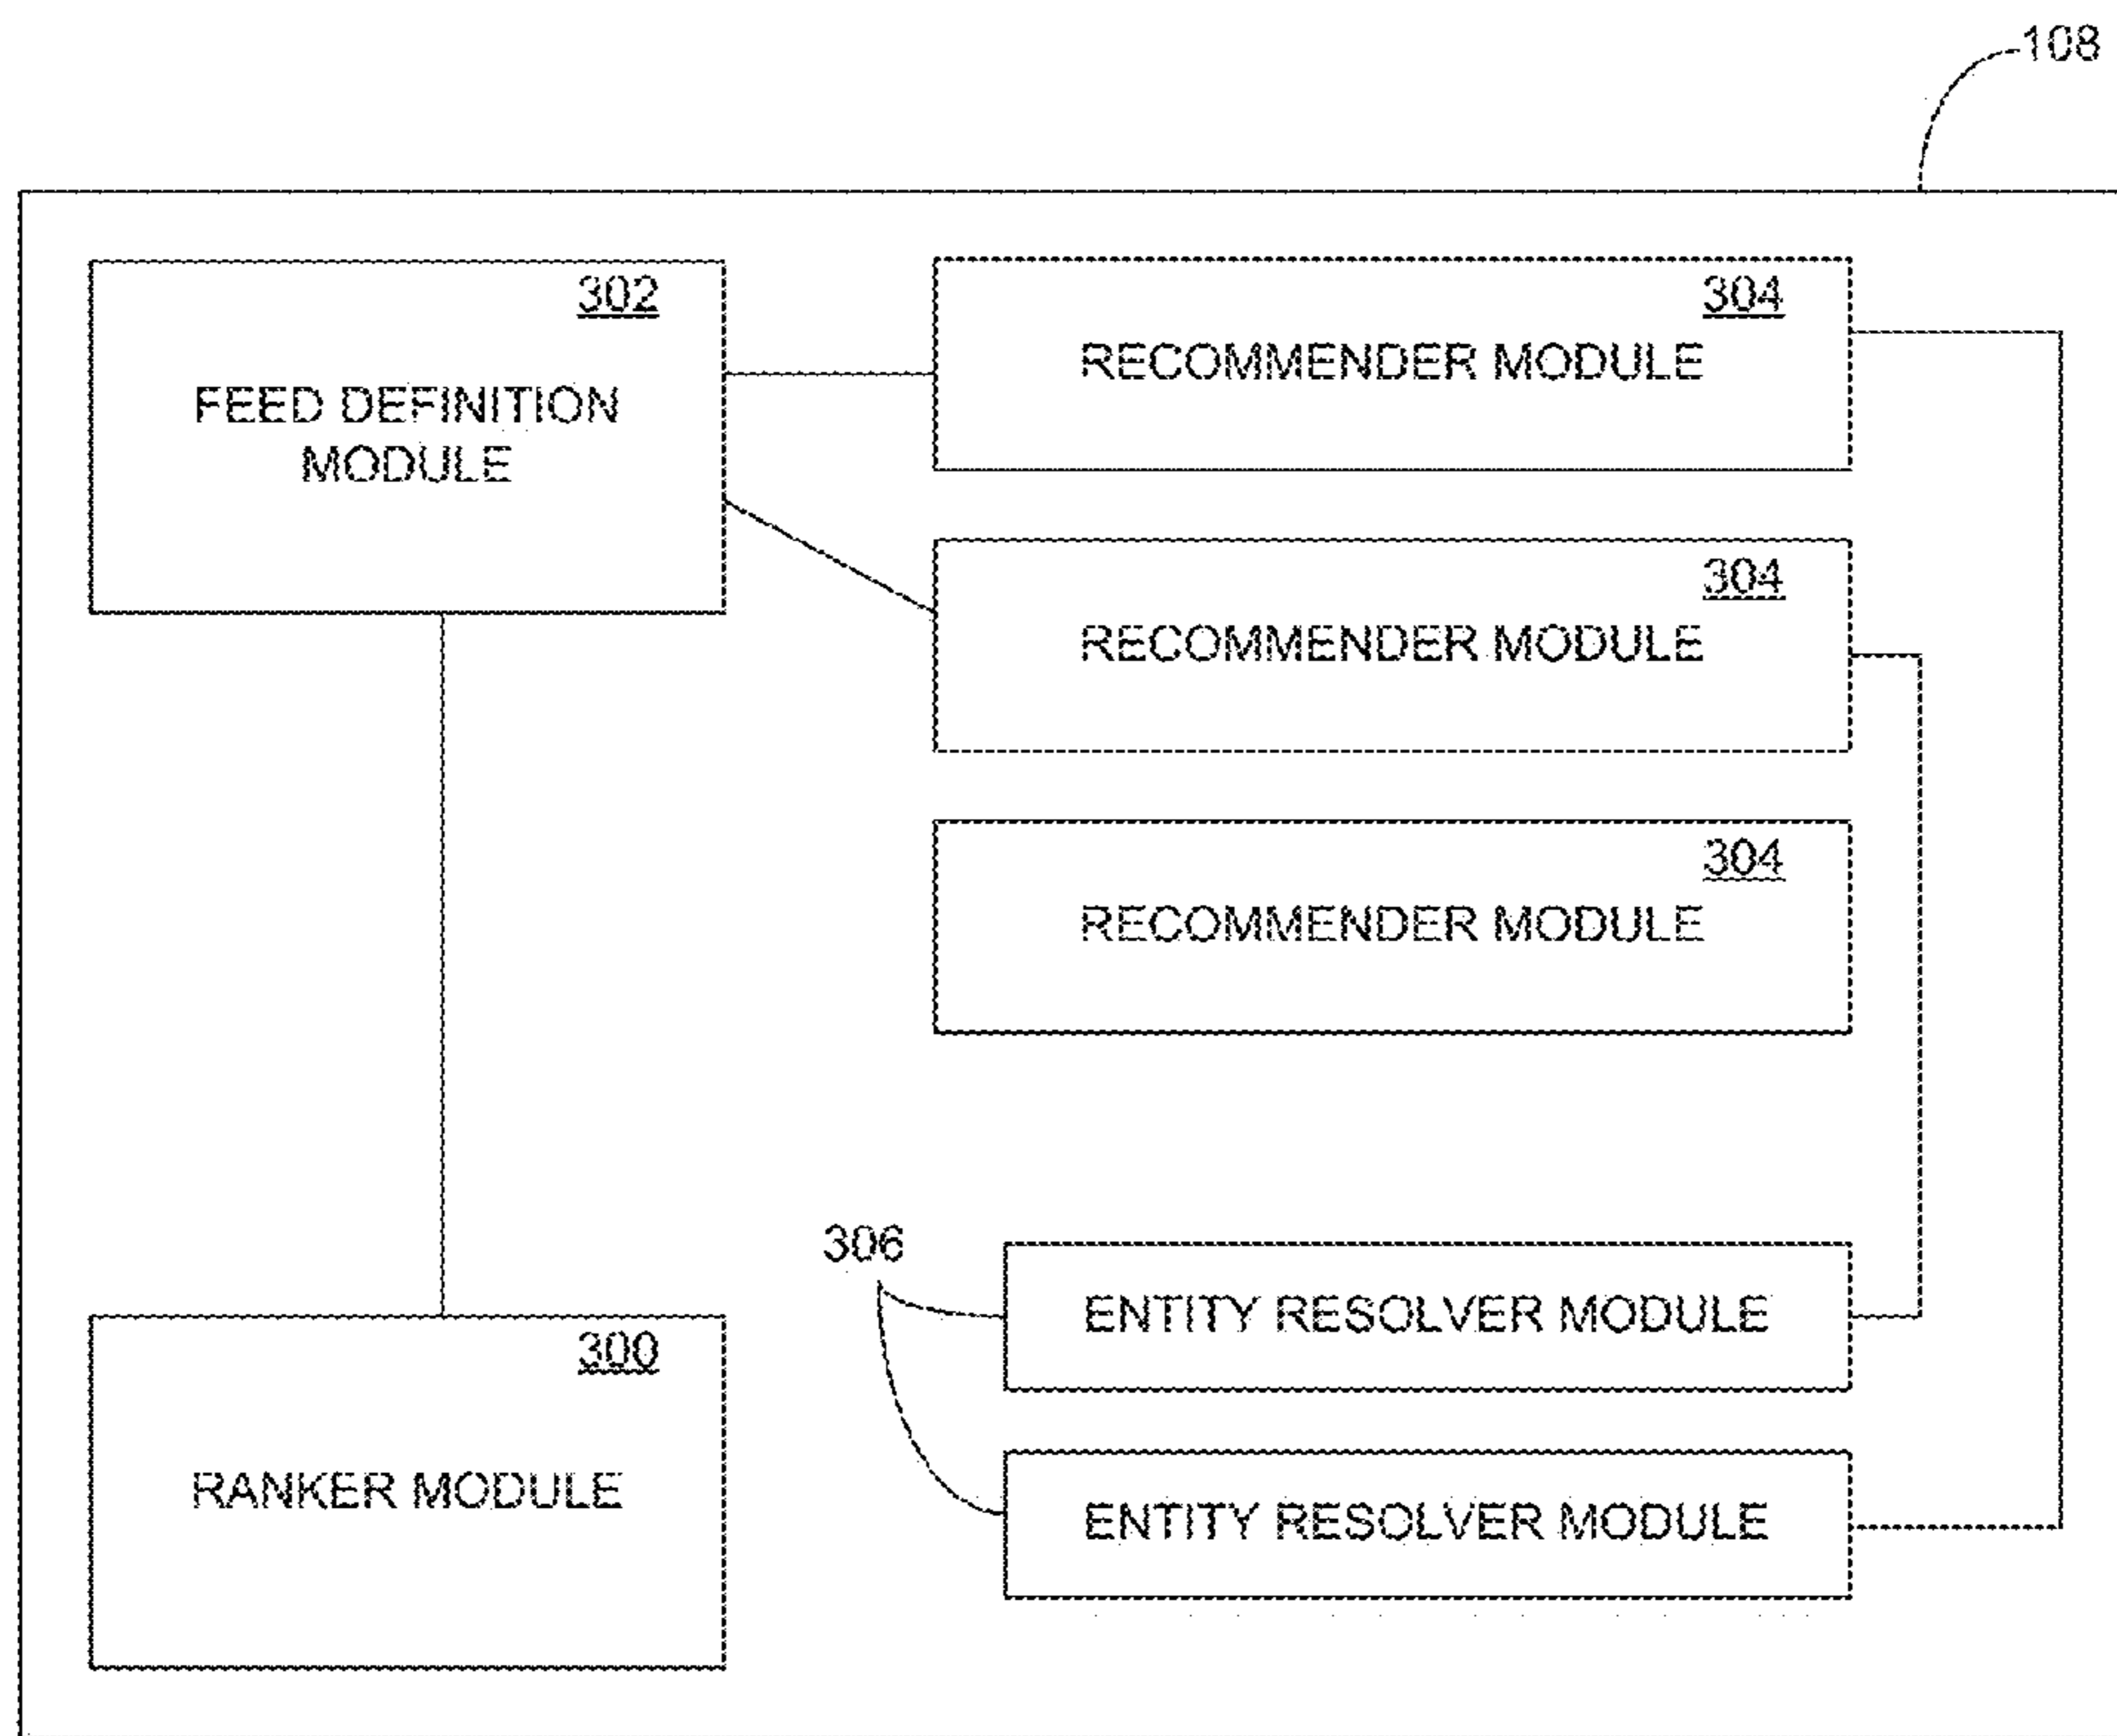 108
302
FEED DEFINITION
MODULE
304
RECOMMENDER MODULE
304
RECOMMENDER MODULE
304
RECOMMENDER MODULE
306
ENTITY RESOLVER MODULE
300
RANKER MODULE
ENTITY RESOLVER MODULE